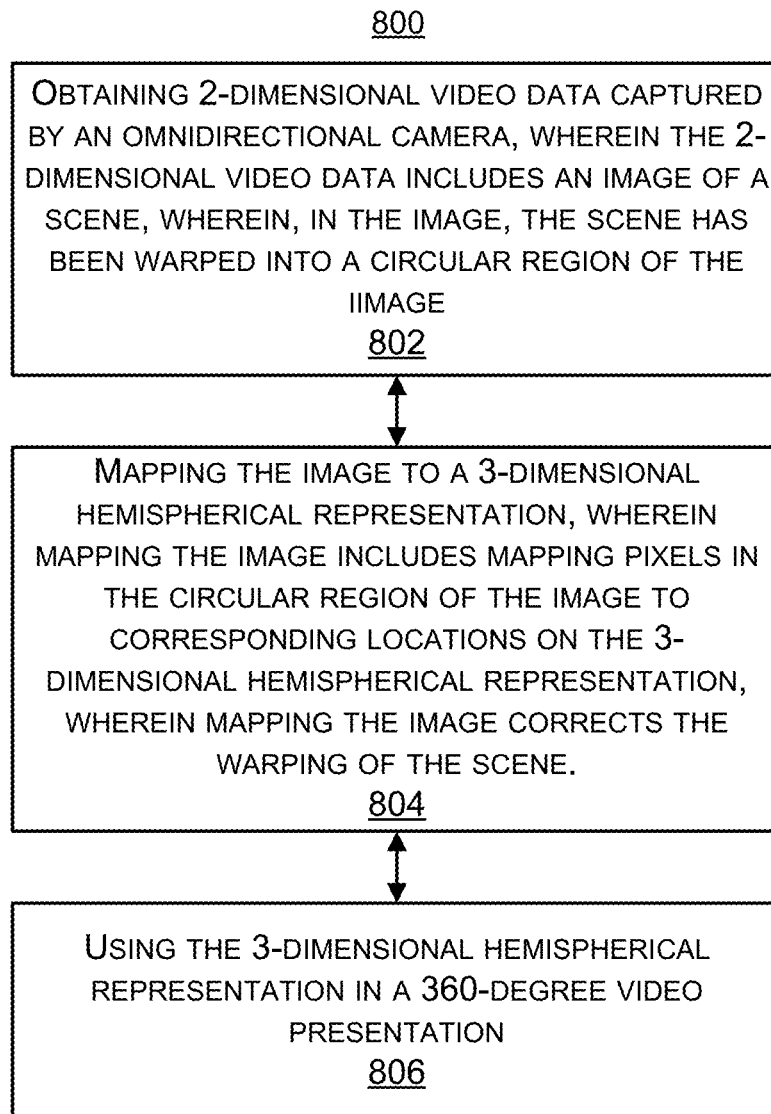 800
OBTAINING 2-DIMENSIONAL VIDEO DATA CAPTURED
BY AN OMNIDIRECTIONAL CAMERA, WHEREIN THE 2-
DIMENSIONAL VIDEO DATA INCLUDES AN IMAGE OF A
SCENE, WHEREIN, IN THE IMAGE, THE SCENE HAS
BEEN WARPED INTO A CIRCULAR REGION OF THE
IIMAGE
802
MAPPING THE IMAGE TO A 3-DIMENSIONAL
HEMISPHERICAL REPRESENTATION, WHEREIN
MAPPING THE IMAGE INCLUDES MAPPING PIXELS IN
THE CIRCULAR REGION OF THE IMAGE TO
CORRESPONDING LOCATIONS ON THE 3-
DIMENSIONAL HEMISPHERICAL REPRESENTATION,
WHEREIN MAPPING THE IMAGE CORRECTS THE
WARPING OF THE SCENE.
804
USING THE 3-DIMENSIONAL HEMISPHERICAL
REPRESENTATION IN A 360-DEGREE VIDEO
PRESENTATION
806